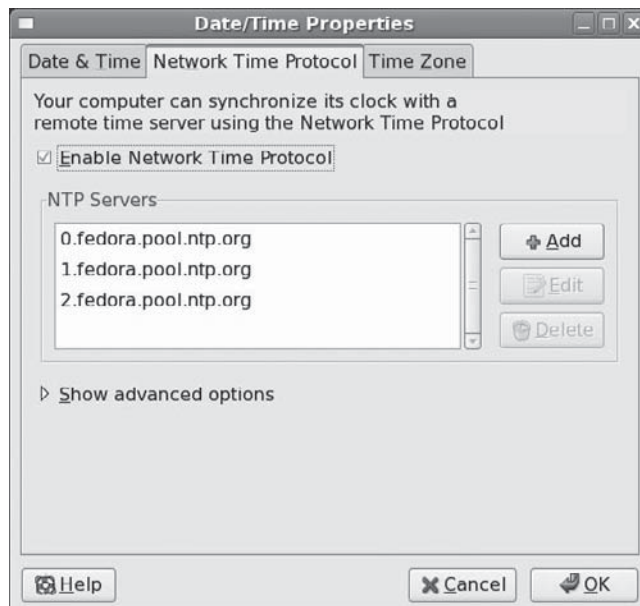 Date/Time Properties
Date & Time Network Time Protocol Time Zone
Your computer can synchronize its clock with a
remote time server using the Network Time Protocol
Enable Network Time Protocol
NTP Servers
0.fedora.pool.ntp.org
1.fedora.pool.ntp.org
2.fedora.pool.ntp.org
Add
Edit
Delete
Show advanced options
Help Cancel OK